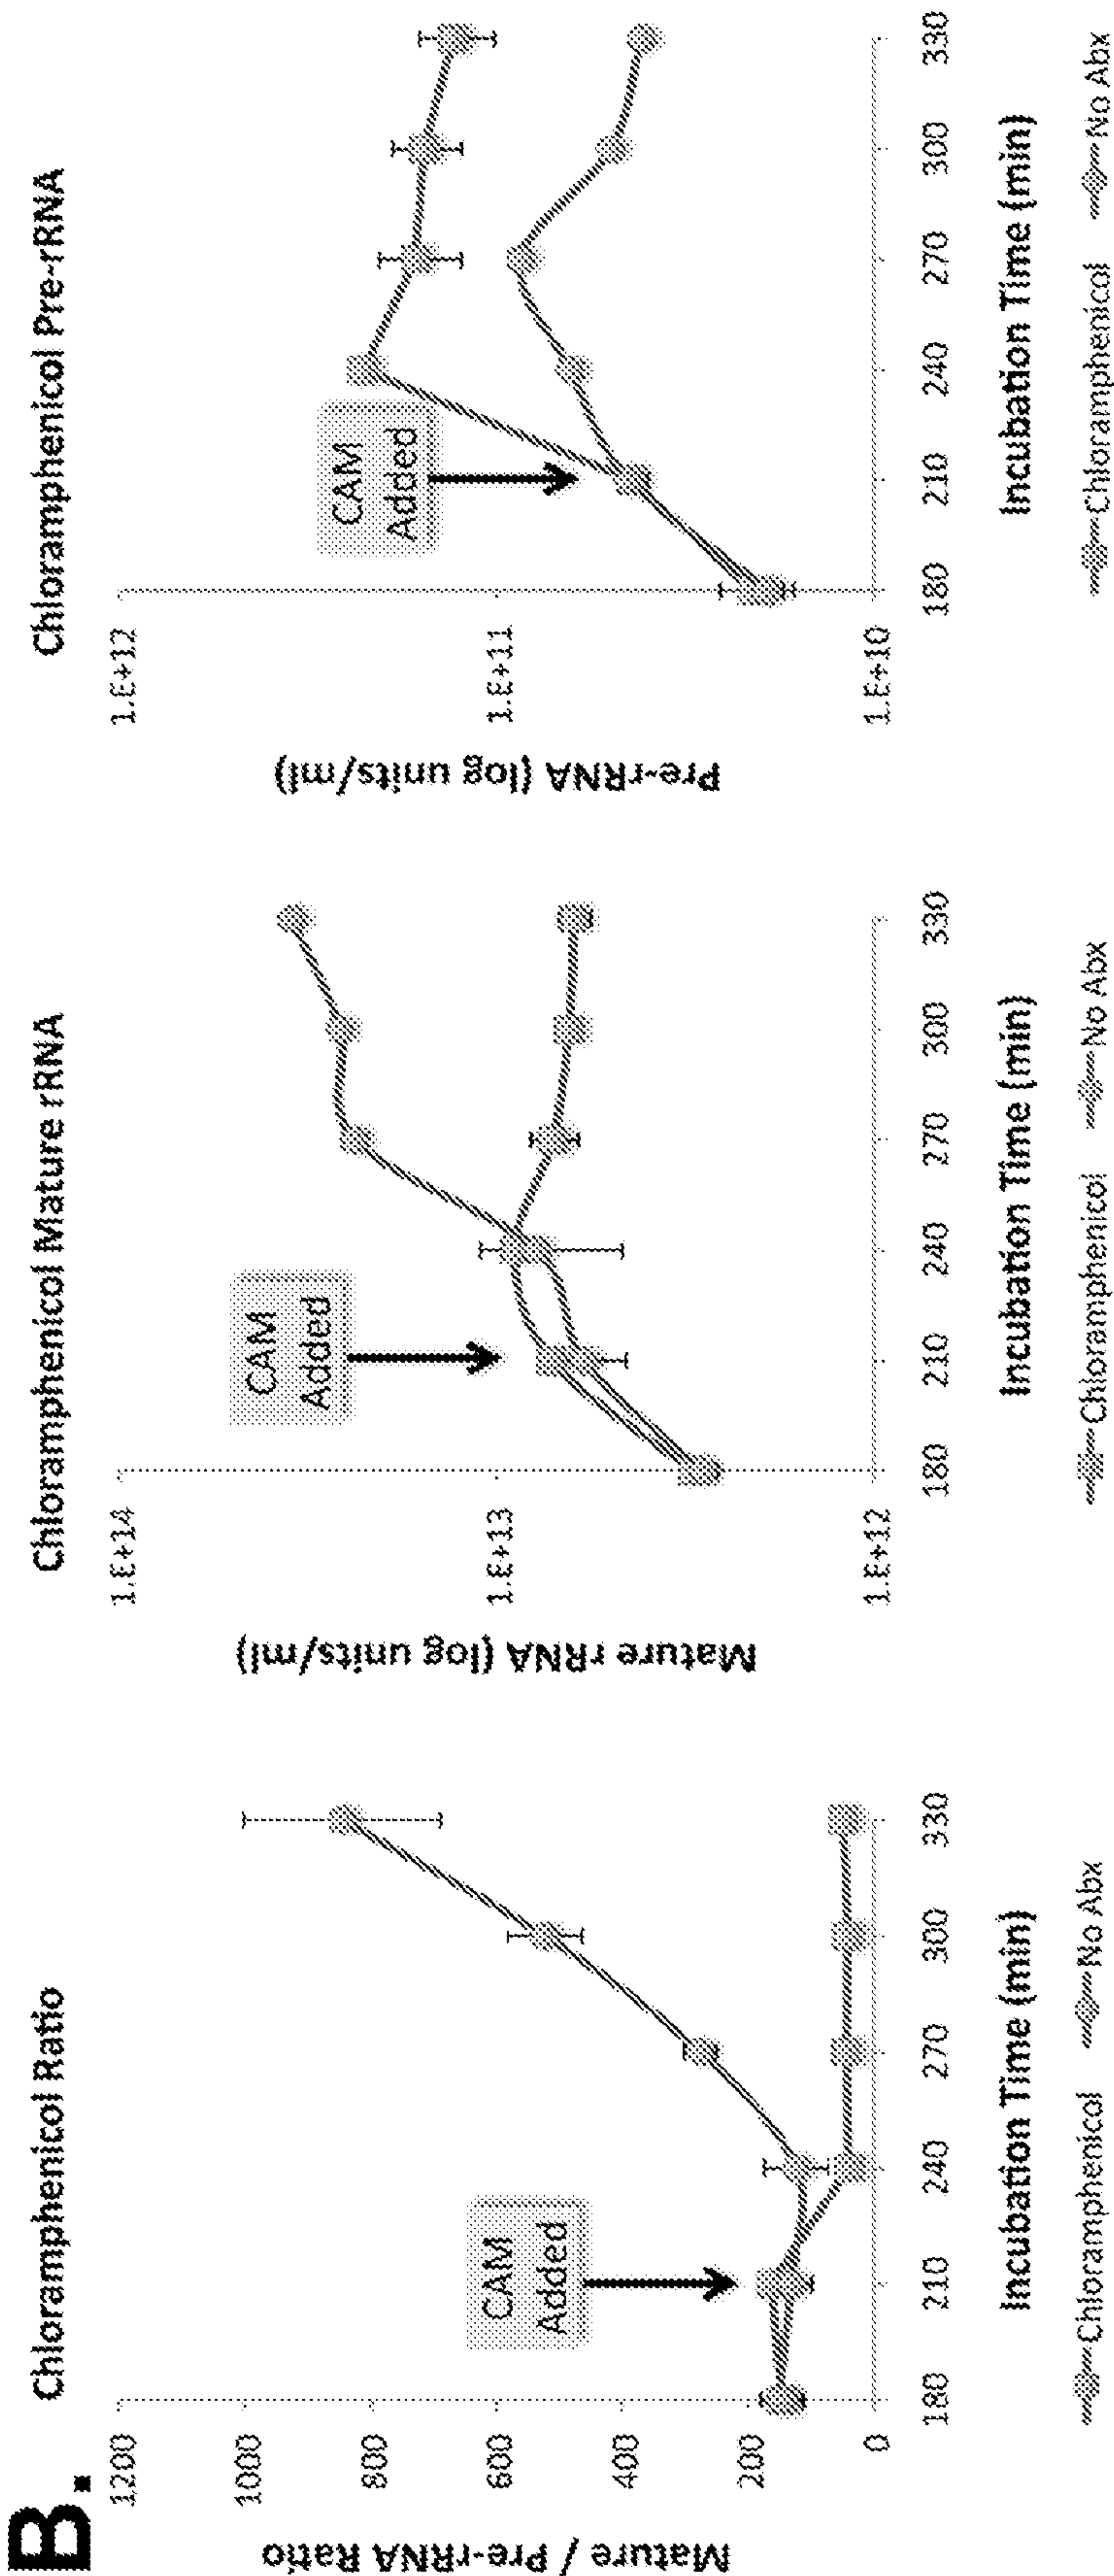 B.
Chloramphenicol Ratio
Mature / Pre-rRNA Ratio
1200
1000
800
600
400
200
0
CAM
Added
180 210 240 270 300 330
Incubation Time (min)
Chloramphenicol No Abx
Chloramphenicol Mature rRNA
Mature rRNA (log units/ml)
1.E+14
1.E+13
1.E+12
CAM
Added
180 210 240 270 300 330
Incubation Time (min)
Chloramphenicol No Abx
Chloramphenicol Pre-rRNA
Pre-rRNA (log units/ml)
1.E+12
1.E+11
1.E+10
CAM
Added
180 210 240 270 300 330
Incubation Time (min)
Chloramphenicol No Abx